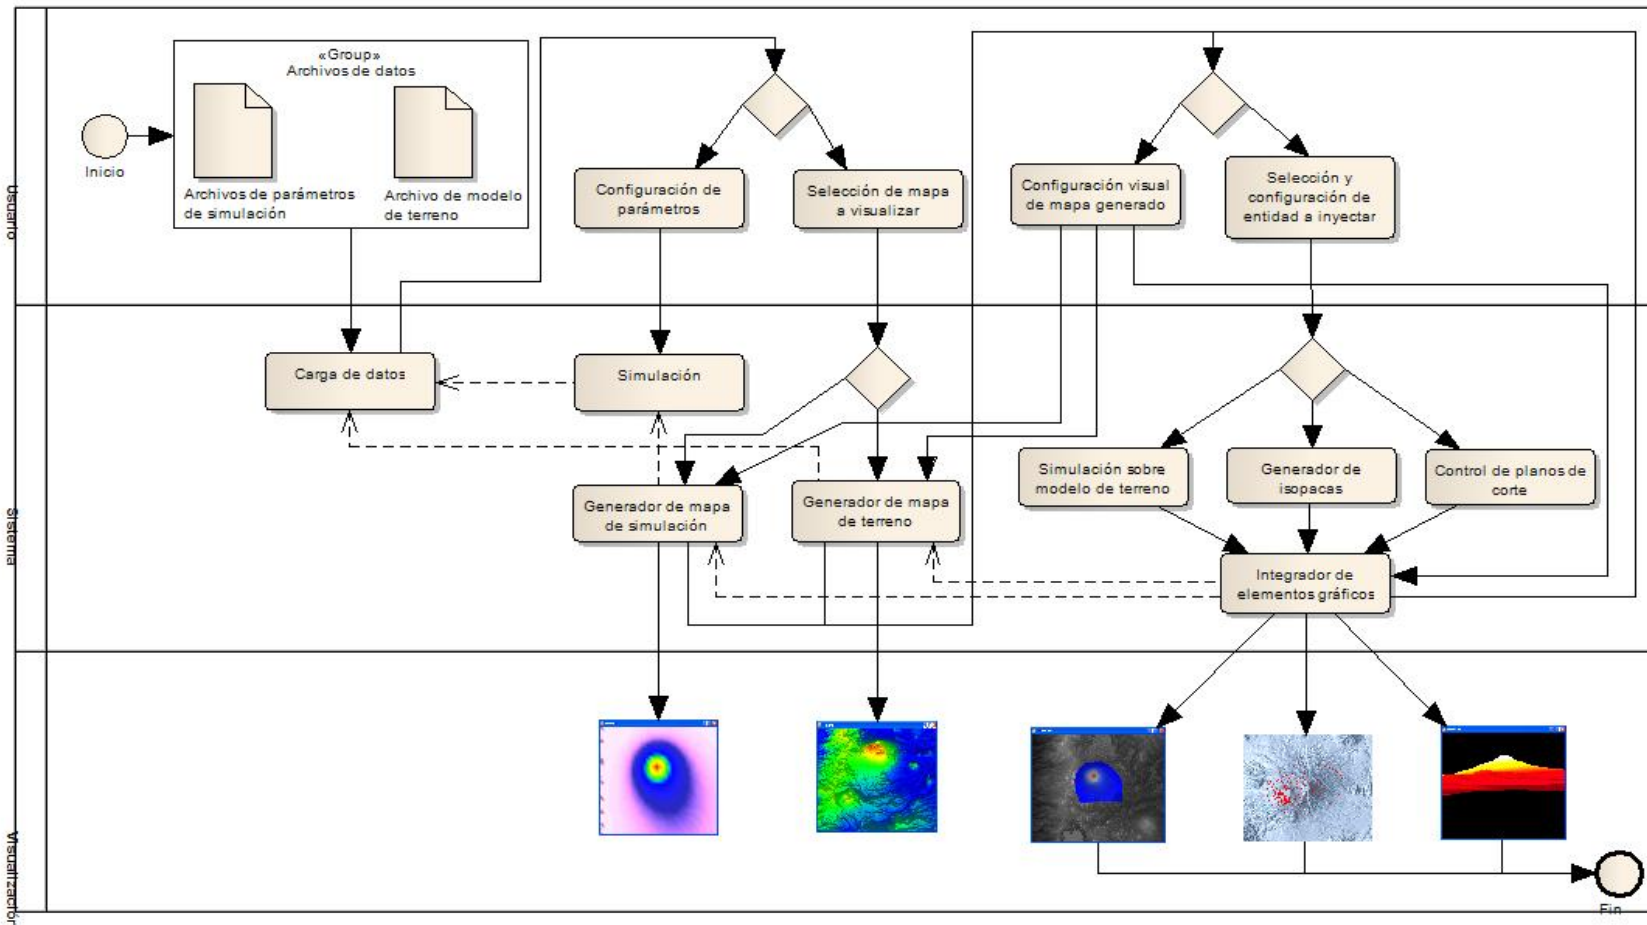 «Group»
Archivos de datos
Inicio
Archivos de parámetros
de simulación
Archivo de modelo
de terreno
Configuración de
parámetros
Selección de mapa
a visualizar
Configuración visual
de mapa generado
Selección y
configuración de
entidad a inyectar
Usuario
Carga de datos
Simulación
Generador de mapa
de simulación
Generador de mapa
de terreno
Simulación sobre
modelo de terreno
Generador de
isopacas
Control de planos de
corte
Integrador de
elementos gráficos
Sistema
Visualización
Fin